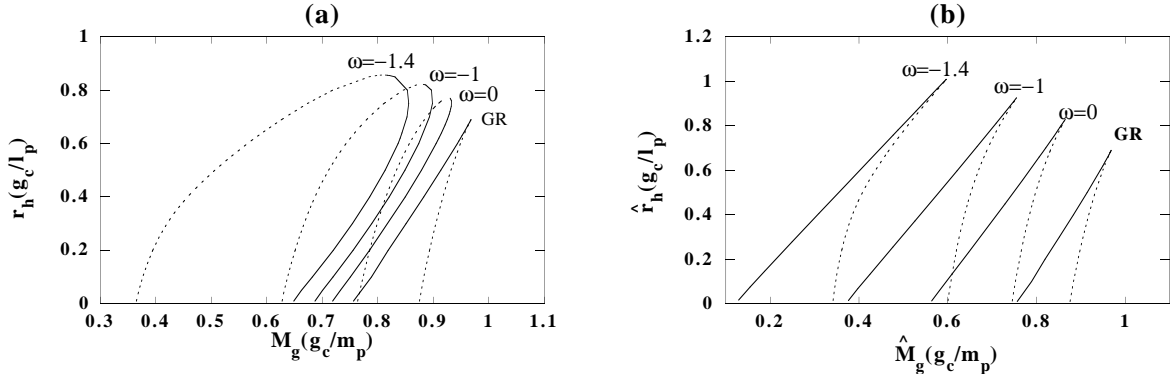 (a)
r_h(g_c/l_p)
1
0.8
0.6
0.4
0.2
0
ω=−1.4
ω=−1
ω=0
GR
0.3 0.4 0.5 0.6 0.7 0.8 0.9 1 1.1
M_g(g_c/m_p)
(b)
r̂_h(g_c/l_p)
1.2
1
0.8
0.6
0.4
0.2
0
ω=−1.4
ω=−1
ω=0
GR
0.2 0.4 0.6 0.8 1
M̂_g(g_c/m_p)